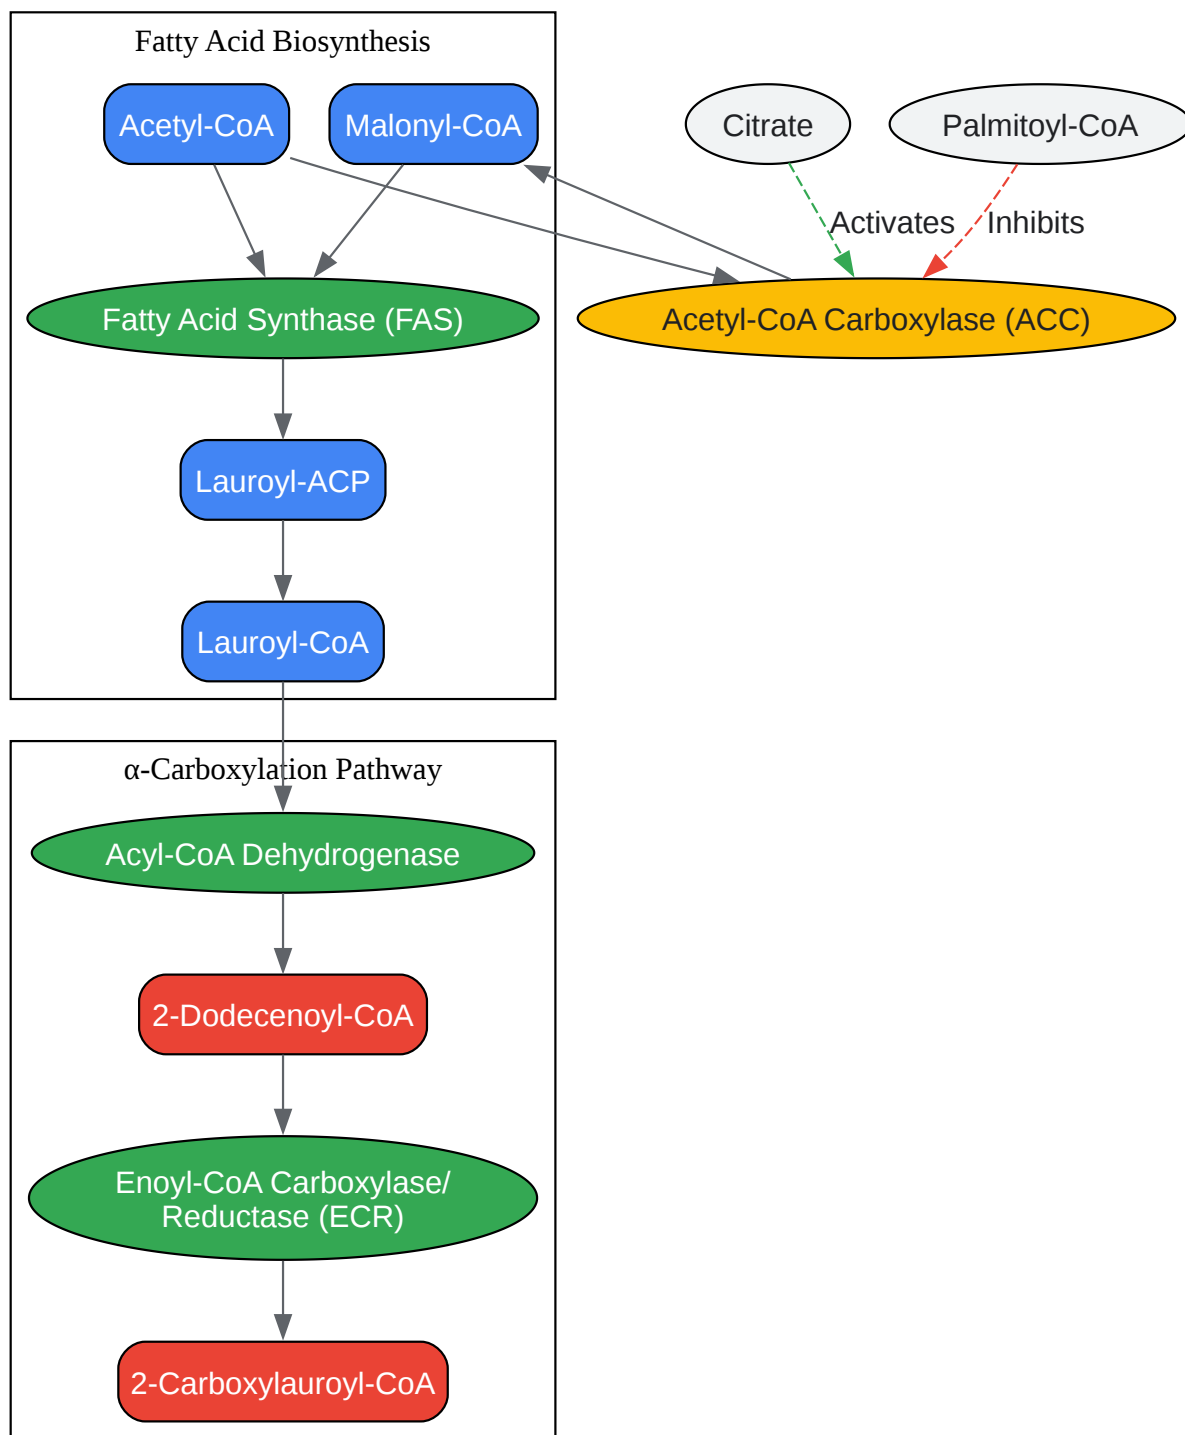 Fatty Acid Biosynthesis
Acetyl-CoA
Malonyl-CoA
Citrate
Palmitoyl-CoA
Activates
Inhibits
Fatty Acid Synthase (FAS)
Acetyl-CoA Carboxylase (ACC)
Lauroyl-ACP
Lauroyl-CoA
α-Carboxylation Pathway
Acyl-CoA Dehydrogenase
2-Dodecenoyl-CoA
Enoyl-CoA Carboxylase/
Reductase (ECR)
2-Carboxylauroyl-CoA